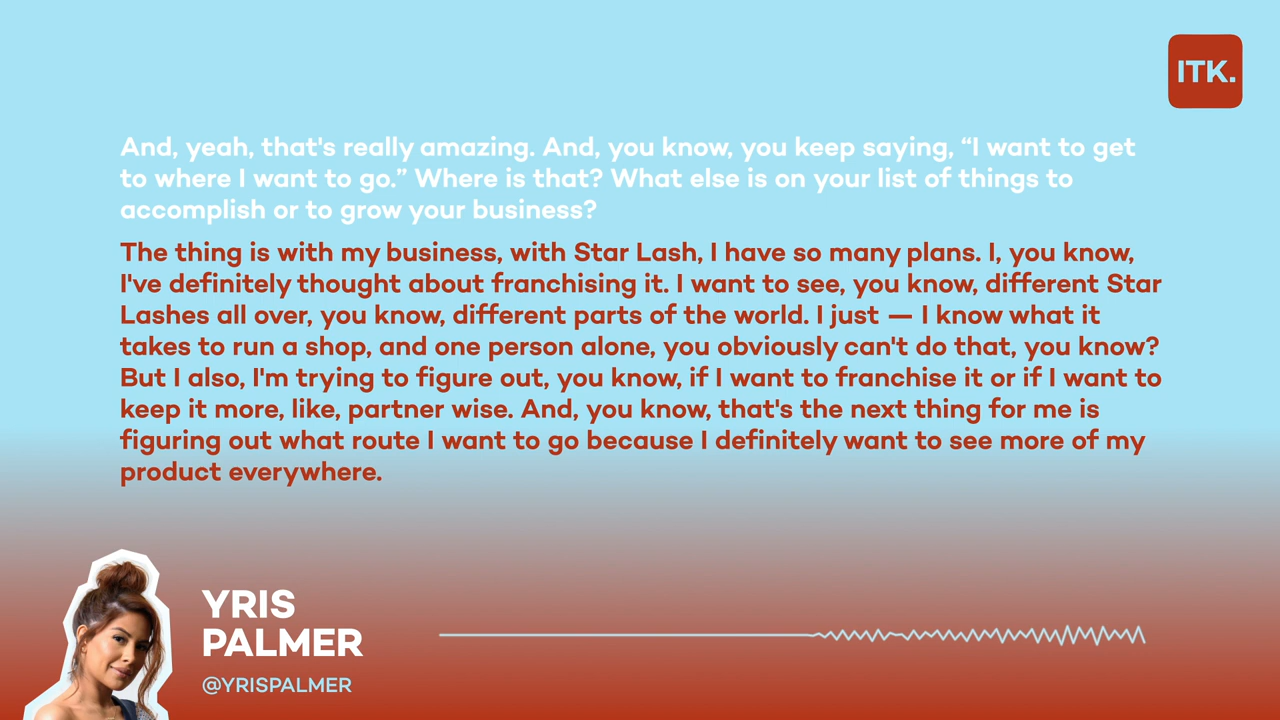 ITK.
And, yeah, that's really amazing. And, you know, you keep saying, “I want to get
to where I want to go.” Where is that? What else is on your list of things to
accomplish or to grow your business?
The thing is with my business, with Star Lash, I have so many plans. I, you know,
I've definitely thought about franchising it. I want to see, you know, different Star
Lashes all over, you know, different parts of the world. I just — I know what it
takes to run a shop, and one person alone, you obviously can't do that, you know?
But I also, I'm trying to figure out, you know, if I want to franchise it or if I want to
keep it more, like, partner wise. And, you know, that's the next thing for me is
figuring out what route I want to go because I definitely want to see more of my
product everywhere.
YRIS
PALMER
@YRISPALMER